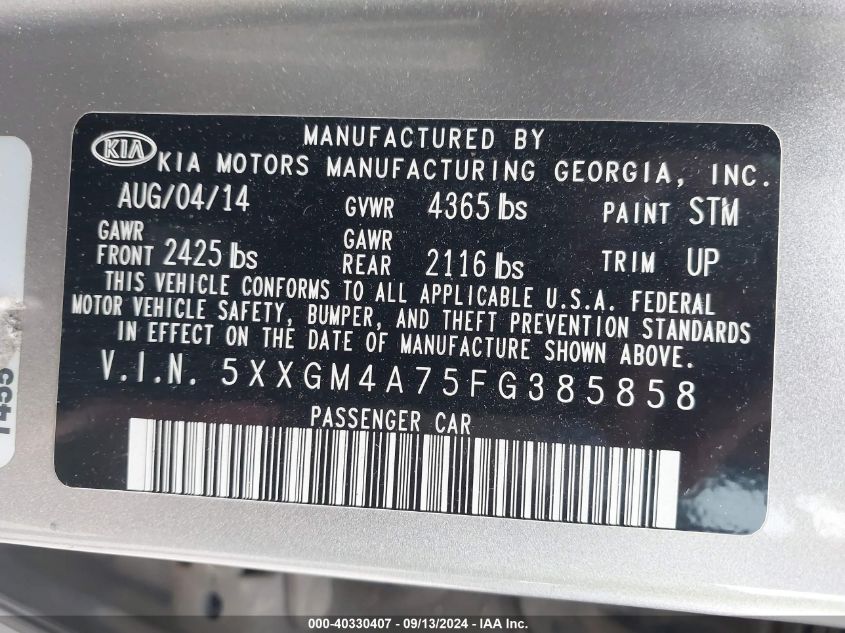 MANUFACTURED BY
KIA KIA MOTORS MANUFACTURING GEORGIA, INC.
AUG/04/14 GVWR 4365 lbs PAINT STM
GAWR FRONT 2425 lbs GAWR REAR 2116 lbs TRIM UP
THIS VEHICLE CONFORMS TO ALL APPLICABLE U.S.A. FEDERAL
MOTOR VEHICLE SAFETY, BUMPER, AND THEFT PREVENTION STANDARDS
IN EFFECT ON THE DATE OF MANUFACTURE SHOWN ABOVE.
V.I.N. 5XXGM4A75FG385858
PASSENGER CAR
000-40330407 - 09/13/2024 - IAA Inc.